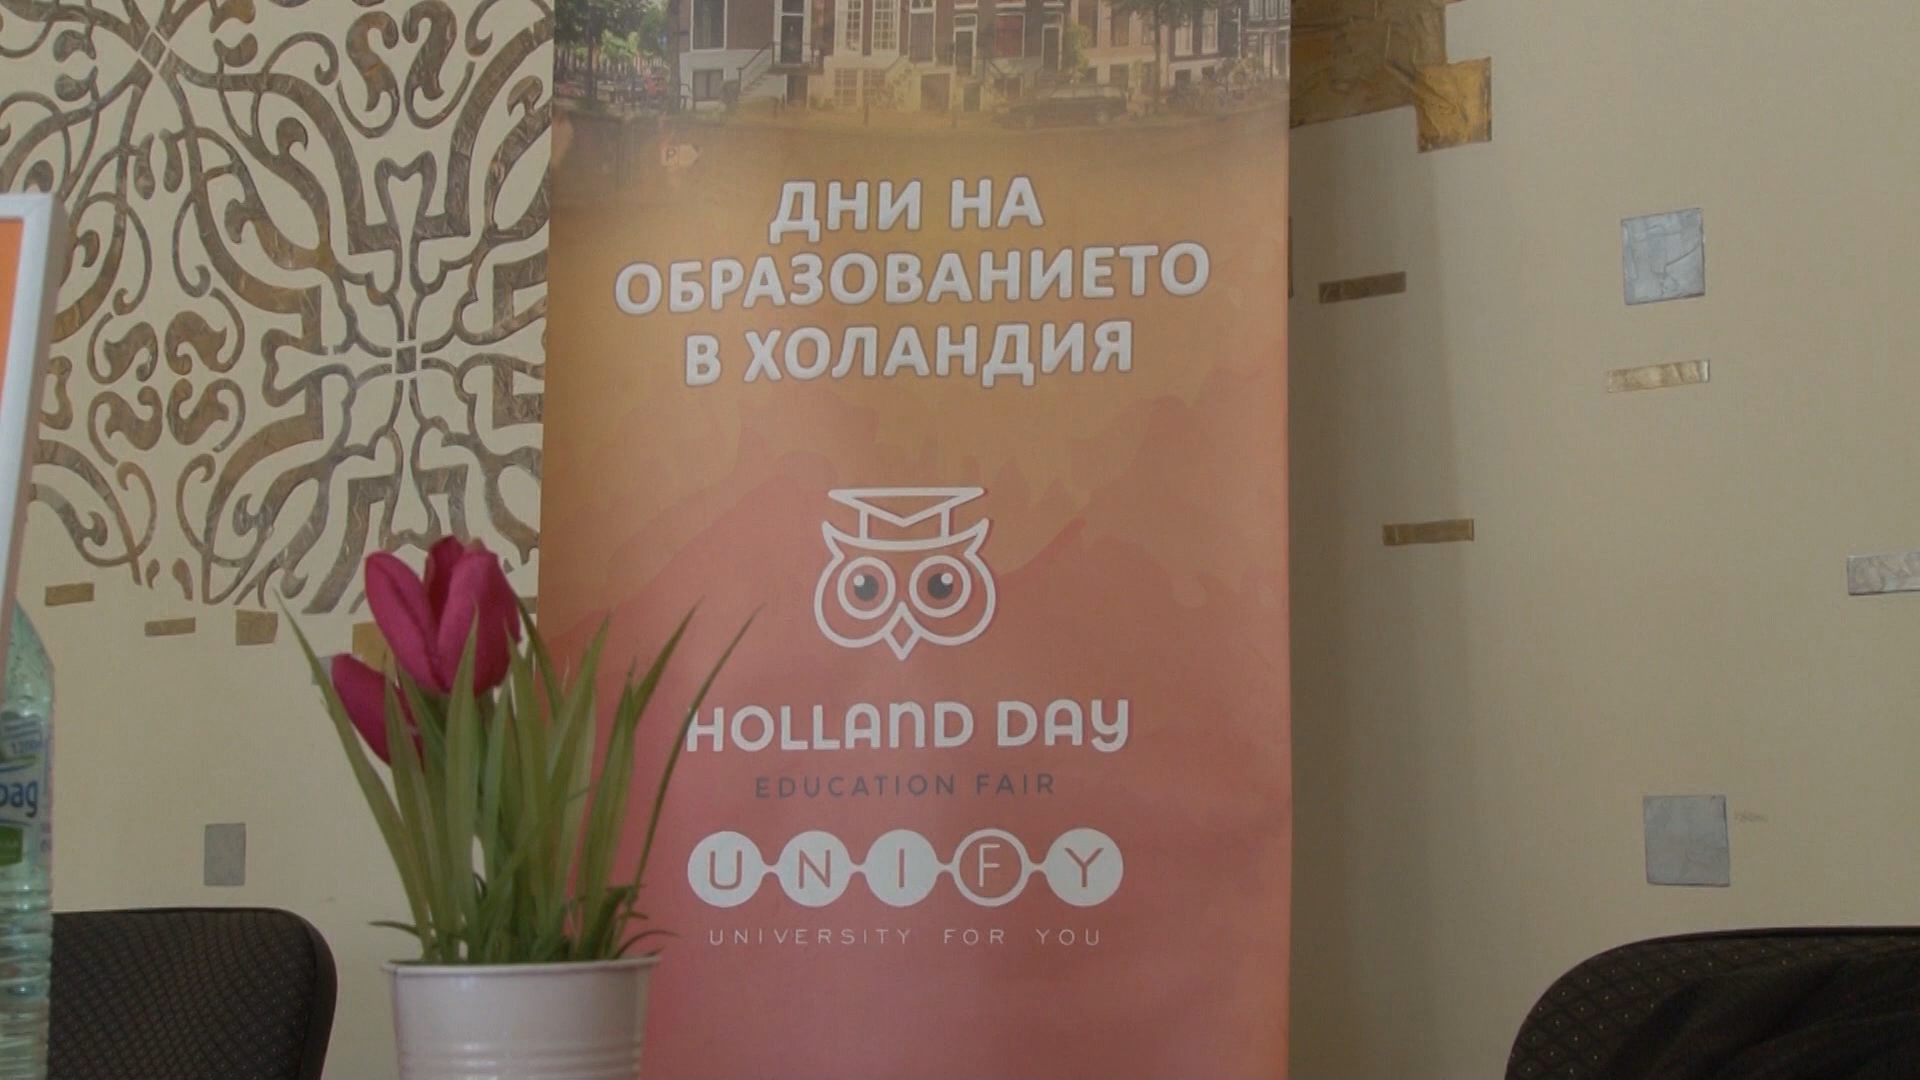 ДНИ НА
ОБРАЗОВАНИЕТО
В ХОЛАНДИЯ
HOLLAND DAY
EDUCATION FAIR
UNIFY
UNIVERSITY FOR YOU